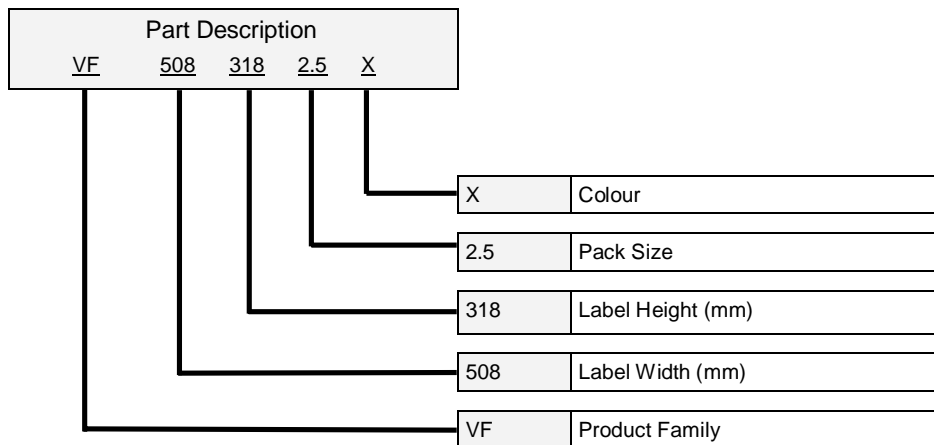 Part Description
VF 508 318 2.5 X
X Colour
2.5 Pack Size
318 Label Height (mm)
508 Label Width (mm)
VF Product Family